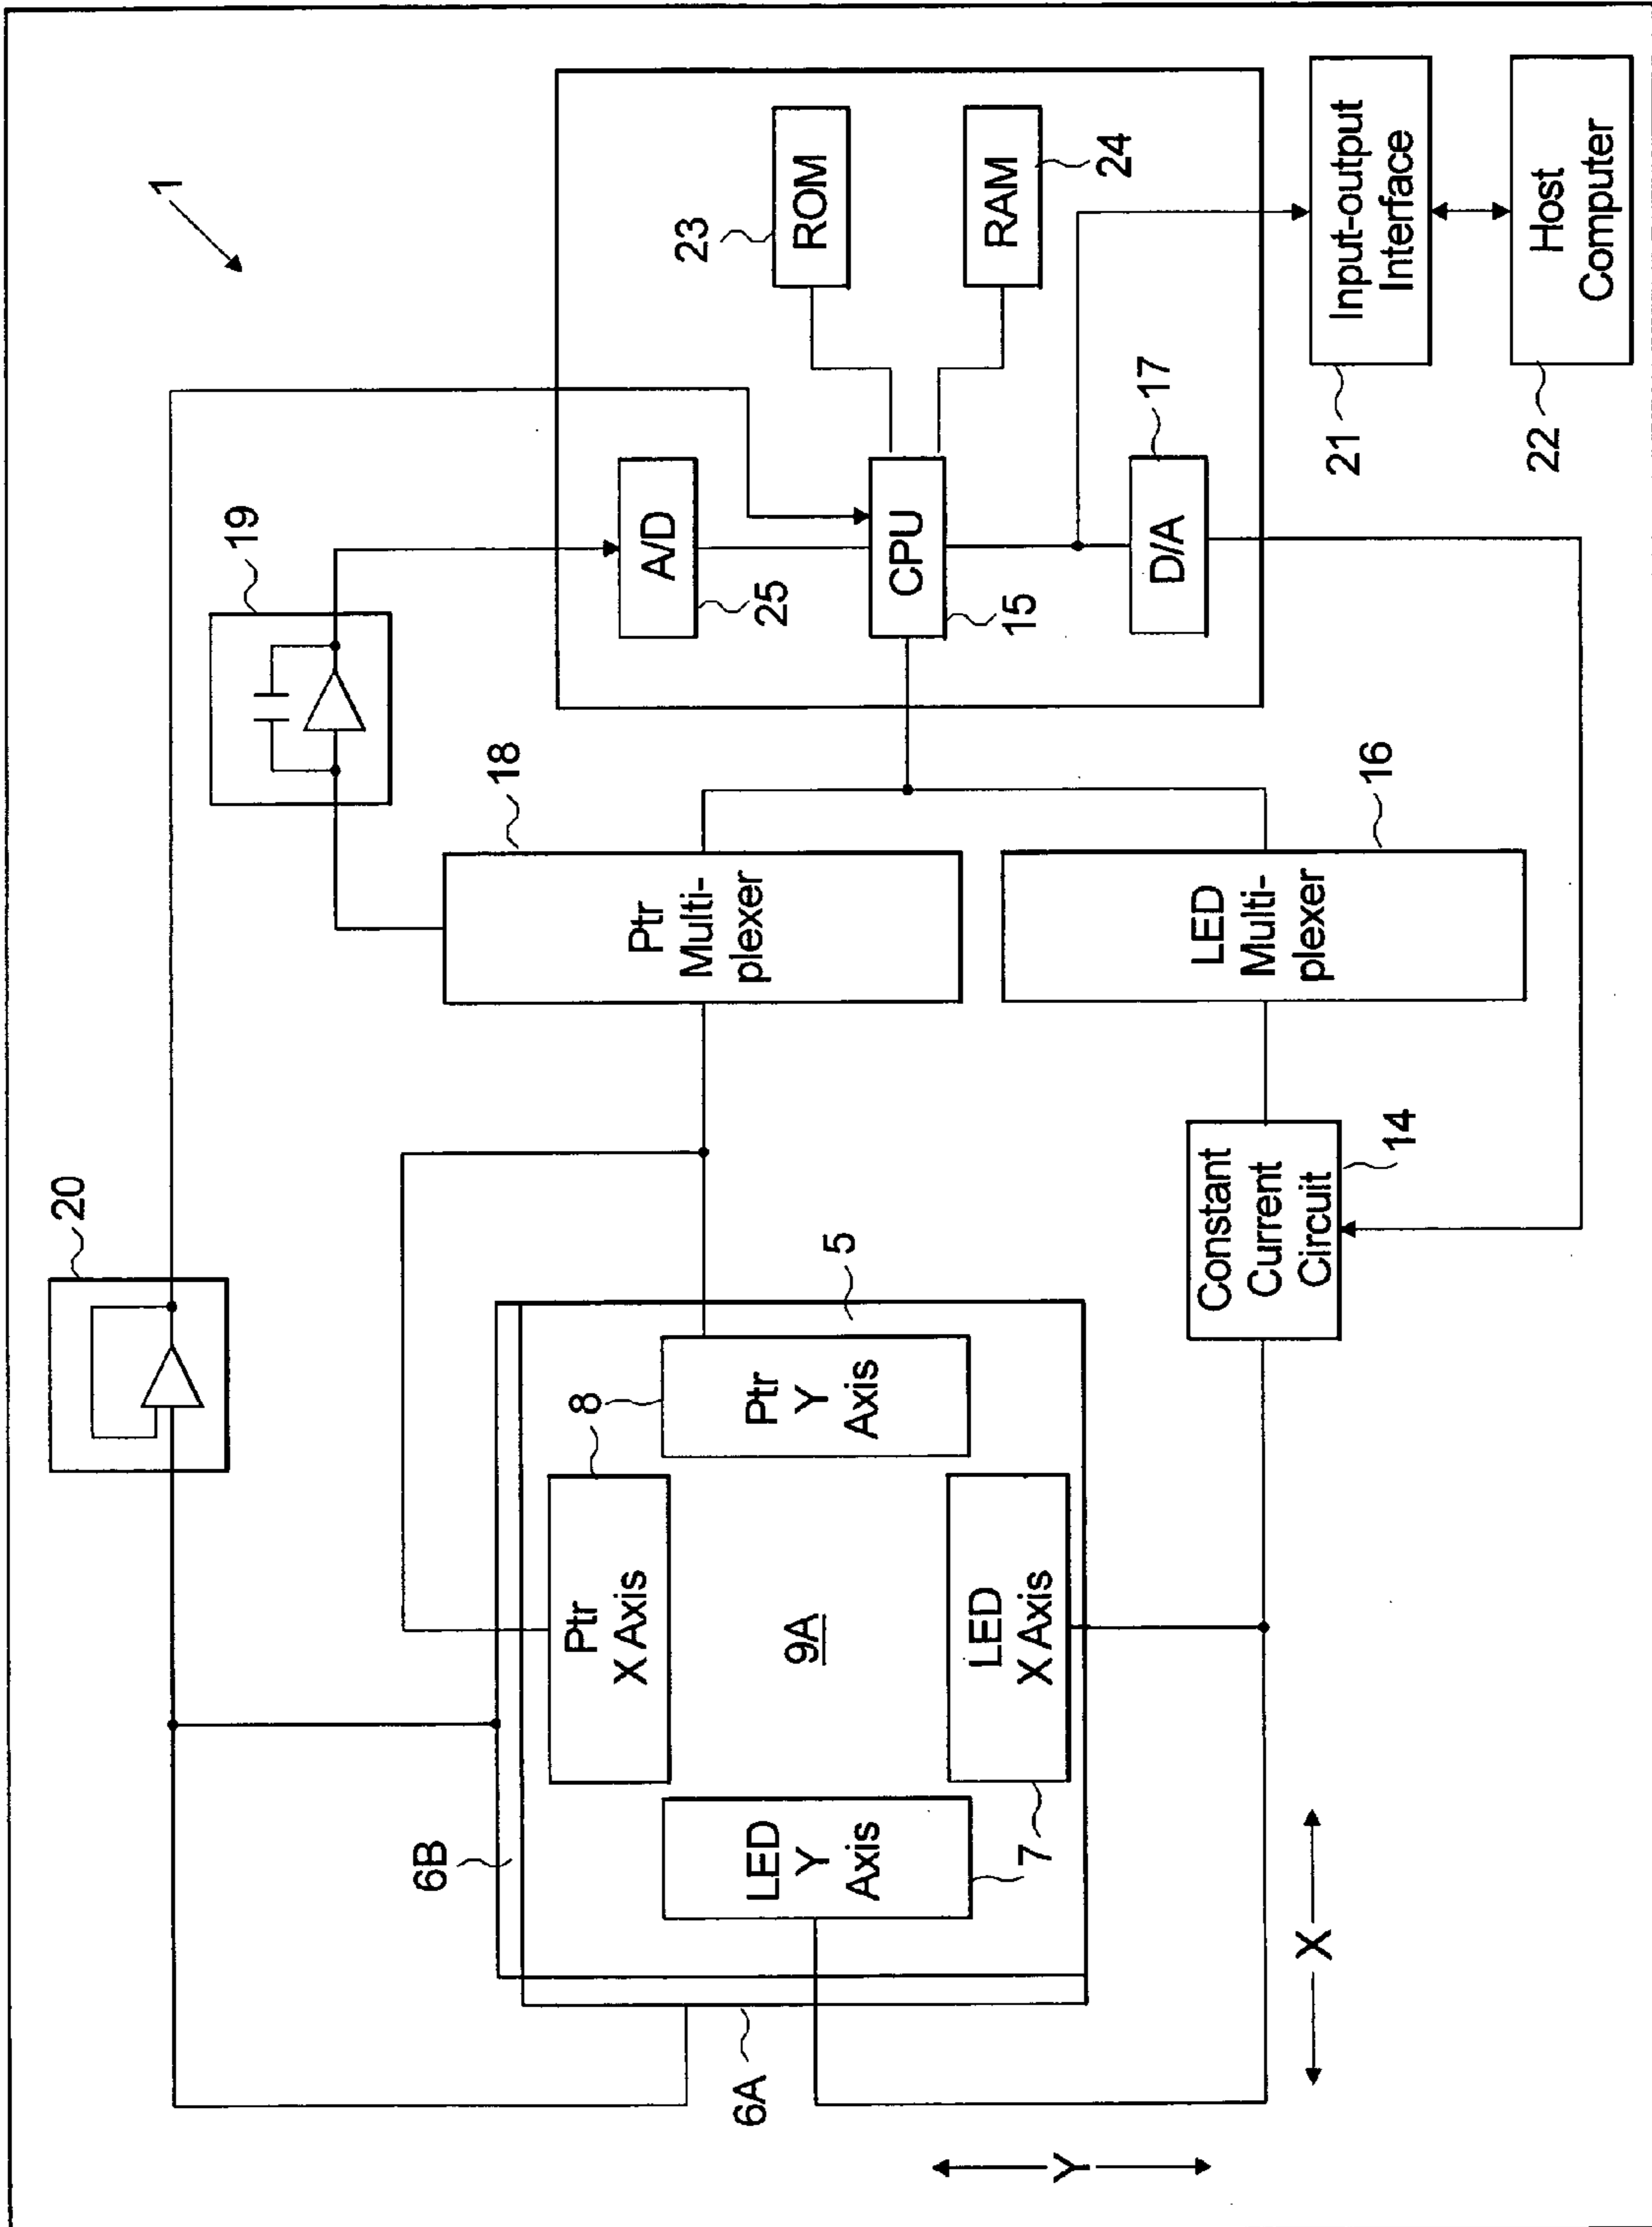 1
20
19
18
23
ROM
24
RAM
A/D
25
CPU
15
17
D/A
21
Input-output
Interface
22
Host
Computer
Ptr
Multi-
plexer
16
LED
Multi-
plexer
14
Constant
Current
Circuit
5
8
Ptr
Y
Axis
Ptr
X Axis
9A
LED
X Axis
7
LED
Y
Axis
6B
6A
X
Y